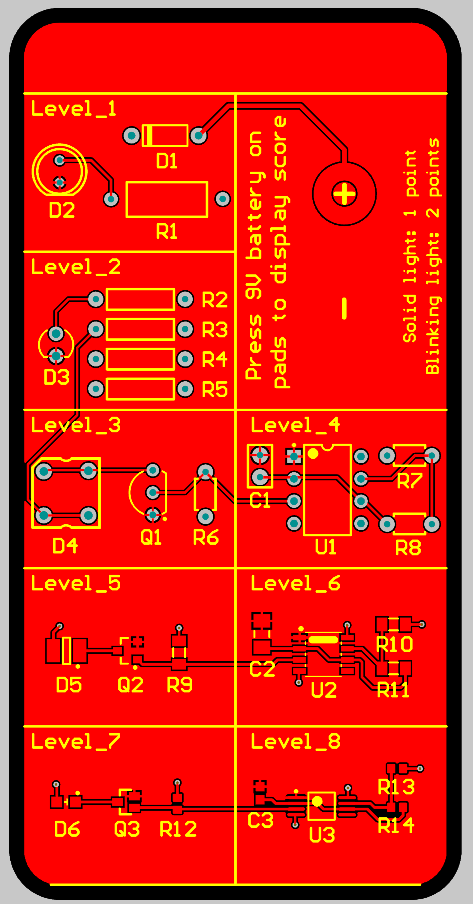 Level_1
D1
D2
R1
Press 9V battery on
pads to display score
+
-
Solid light: 1 point
Blinking light: 2 points
Level_2
R2
R3
D3
R4
R5
Level_3
D4
Q1
R6
Level_4
C1
U1
R7
R8
Level_5
D5
Q2
R9
Level_6
C2
U2
R10
R11
Level_7
D6
Q3
R12
Level_8
C3
U3
R13
R14